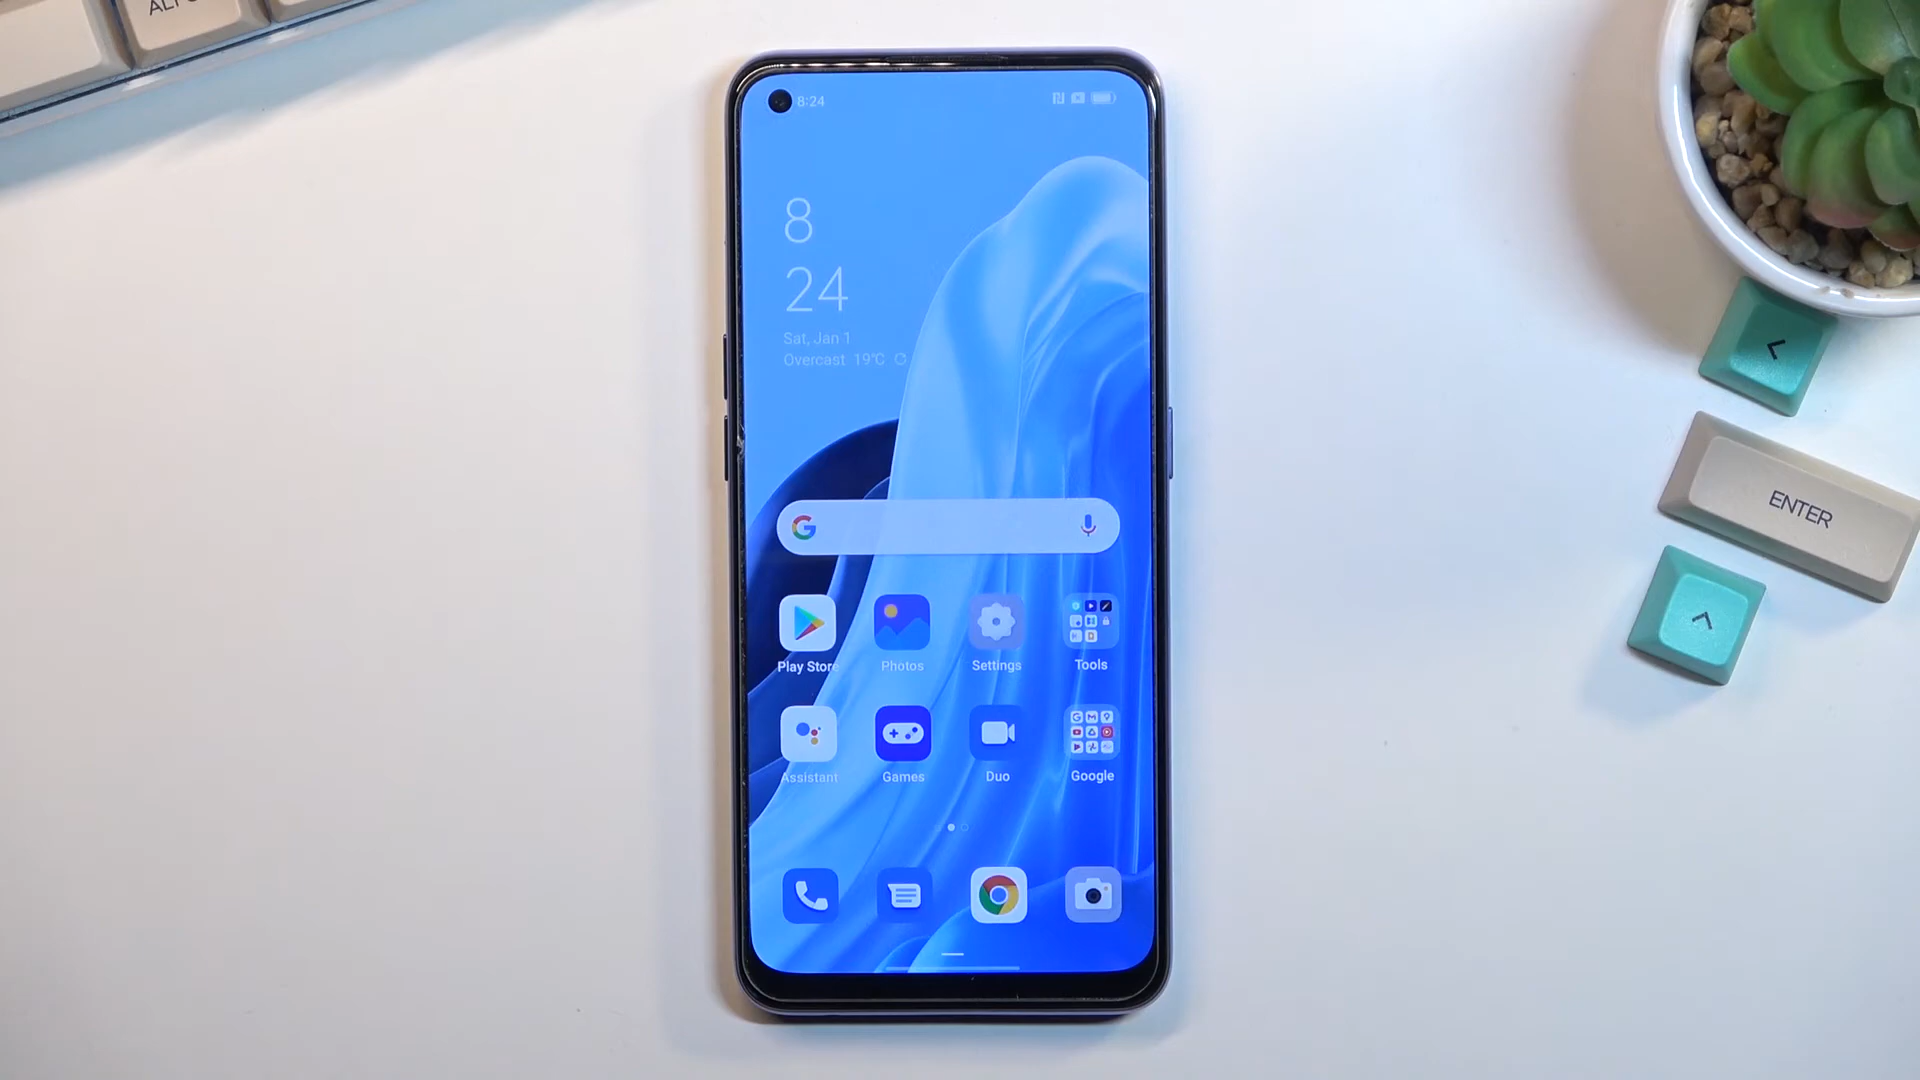 8:24
8
24
Sat, Jan 1
Overcast 19°C
Play Store Photos Settings Tools
Assistant Games Duo Google
<
ENTER
^